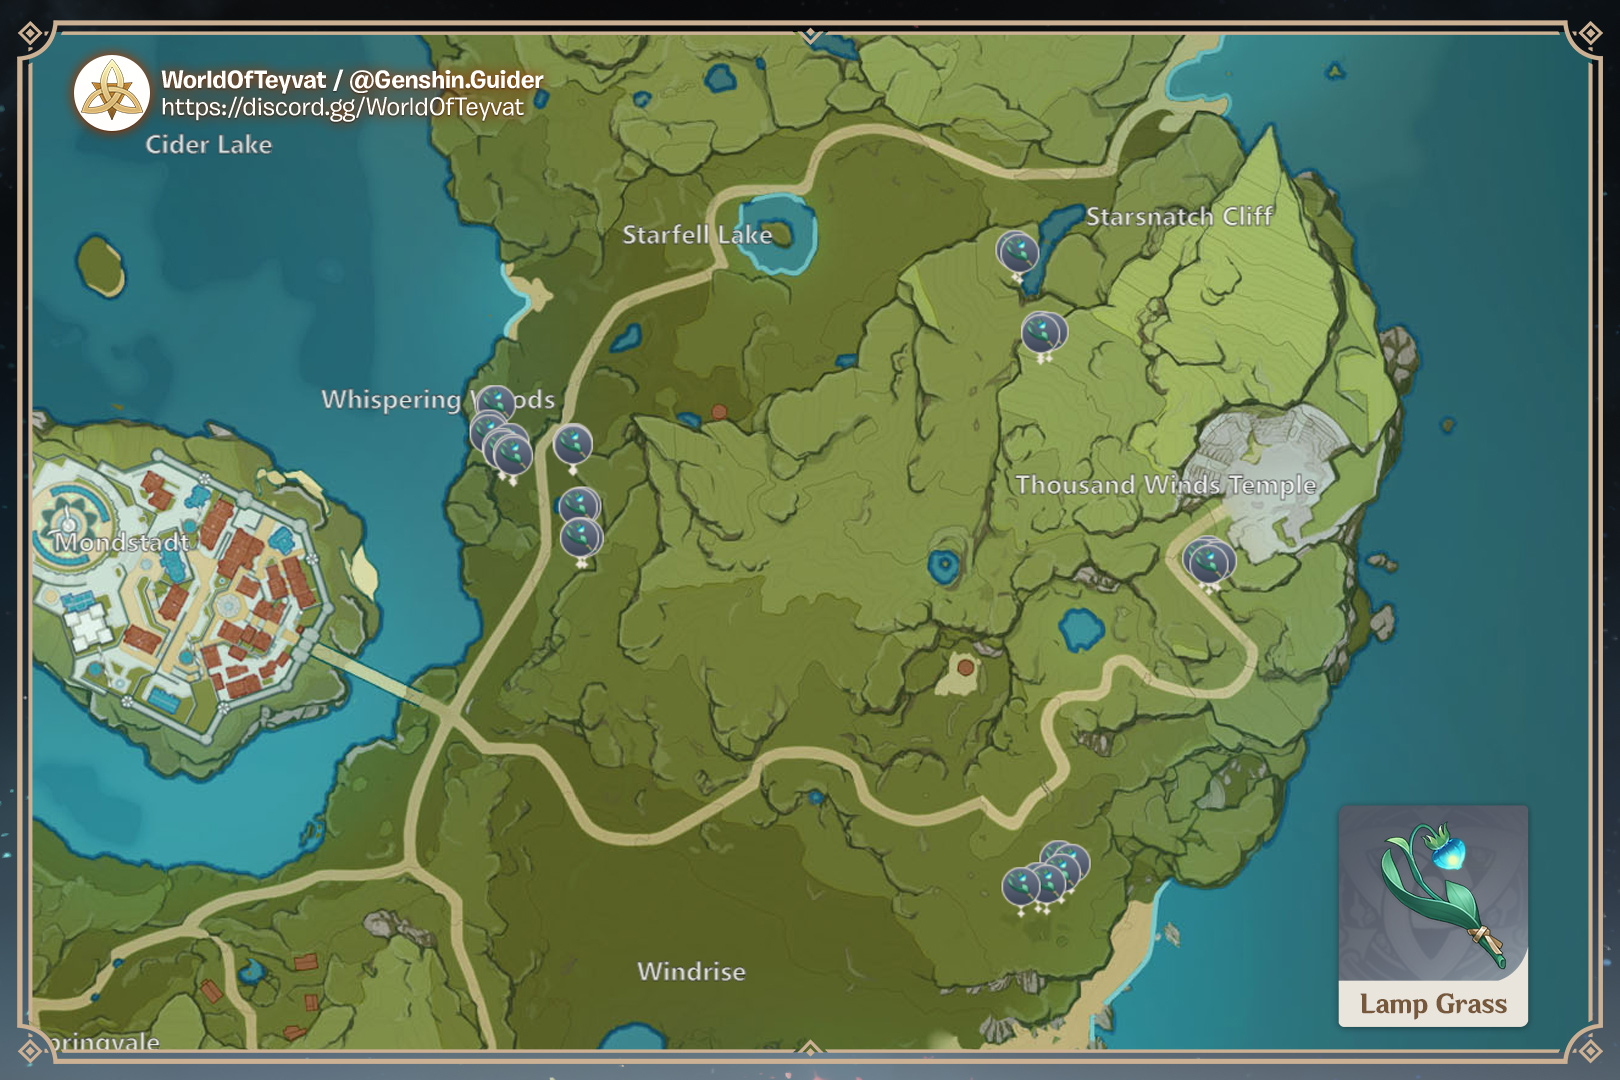 WorldOfTeyvat / @Genshin.Guider
https://discord.gg/WorldOfTeyvat
Cider Lake
Starsnatch Cliff
Starfell Lake
Whispering W ods
Thousand Winds Temple
Mondstadt
Windrise
Lamp Grass
pringvale